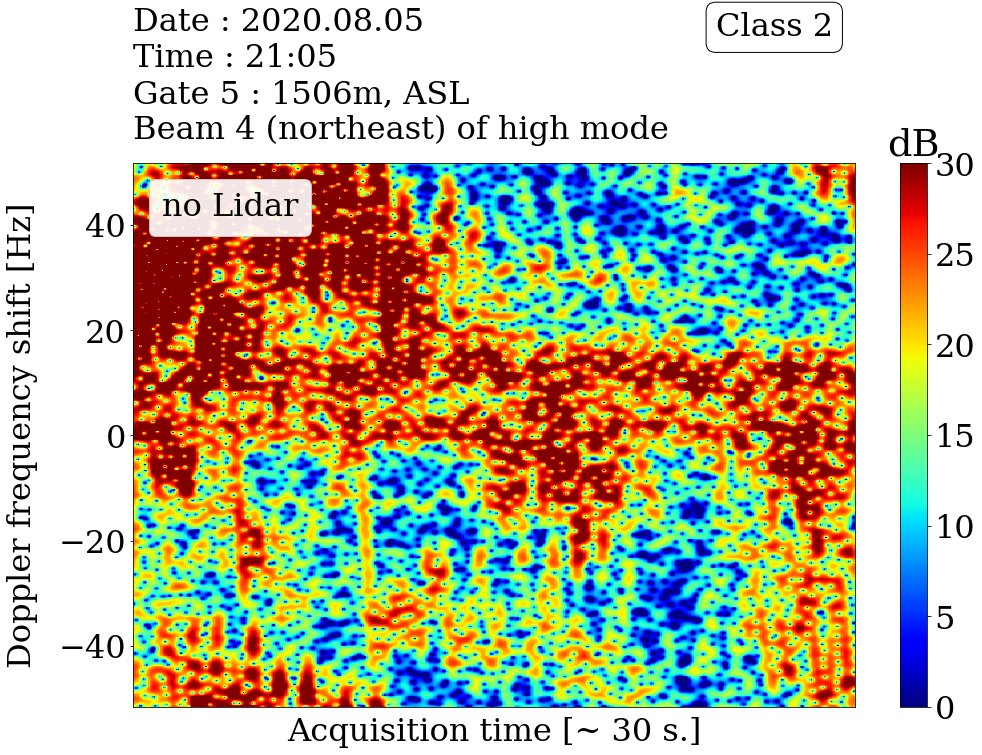 Date : 2020.08.05
Time : 21:05
Gate 5 : 1506m, ASL
Beam 4 (northeast) of high mode
Class 2
dB
no Lidar
Doppler frequency shift [Hz]
40
20
0
−20
−40
30
25
20
15
10
5
0
Acquisition time [~ 30 s.]